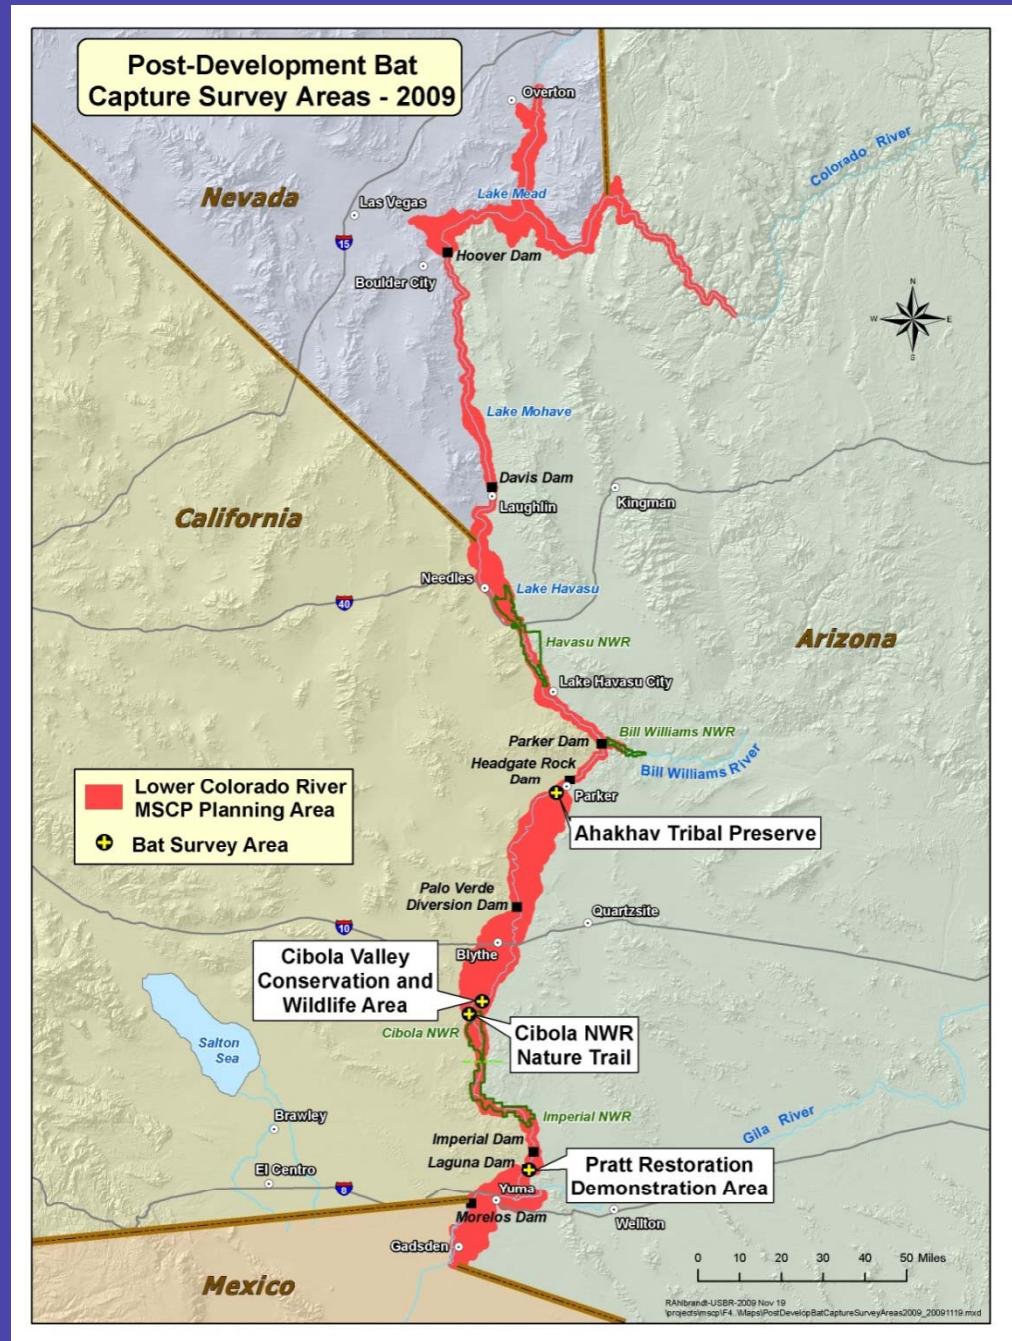 Post-Development Bat
Capture Survey Areas - 2009
Overton
Colorado River
Nevada
Lake Mead
Las Vegas
15
Hoover Dam
Boulder City
N
W
E
S
Lake Mohave
Davis Dam
Laughlin
Kingman
California
Needles
Lake Havasu
40
Havasu NWR
Arizona
Lake Havasu City
Bill Williams NWR
Parker Dam
Bill Williams River
Headgate Rock
Dam
Parker
Lower Colorado River
MSCP Planning Area
Bat Survey Area
Ahakhav Tribal Preserve
Palo Verde
Diversion Dam
Quartzsite
10
Blythe
Cibola Valley
Conservation and
Wildlife Area
Cibola NWR
Cibola NWR
Nature Trail
Salton
Sea
Imperial NWR
Brawley
Gila River
Imperial Dam
Laguna Dam
Pratt Restoration
Demonstration Area
El Centro
8
Yuma
Morelos Dam
Wellton
Gadsden
Mexico
0 10 20 30 40 50 Miles
RAhlbrandt-USBR-2009 Nov 19
\projects\mscp\F4..\Maps\PostDevelopBatCaptureSurveyAreas2009_20091119.mxd